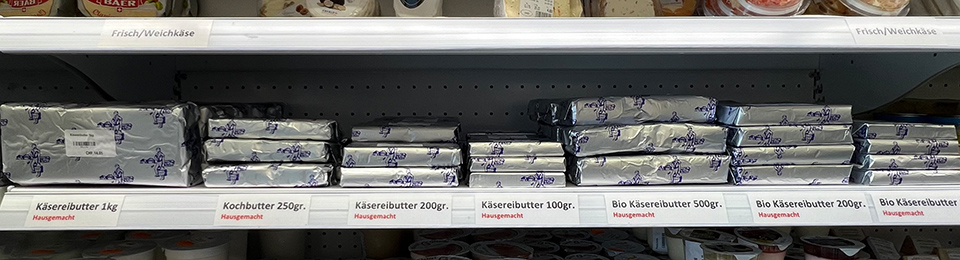 BAER
BAER
Frisch/Weichkäse
Frisch/Weichkäse
Käsereibutter 1kg
Hausgemacht
Kochbutter 250gr.
Hausgemacht
Käsereibutter 200gr.
Hausgemacht
Käsereibutter 100gr.
Hausgemacht
Bio Käsereibutter 500gr.
Hausgemacht
Bio Käsereibutter 200gr.
Hausgemacht
Bio Käsereibutter
Hausgemacht